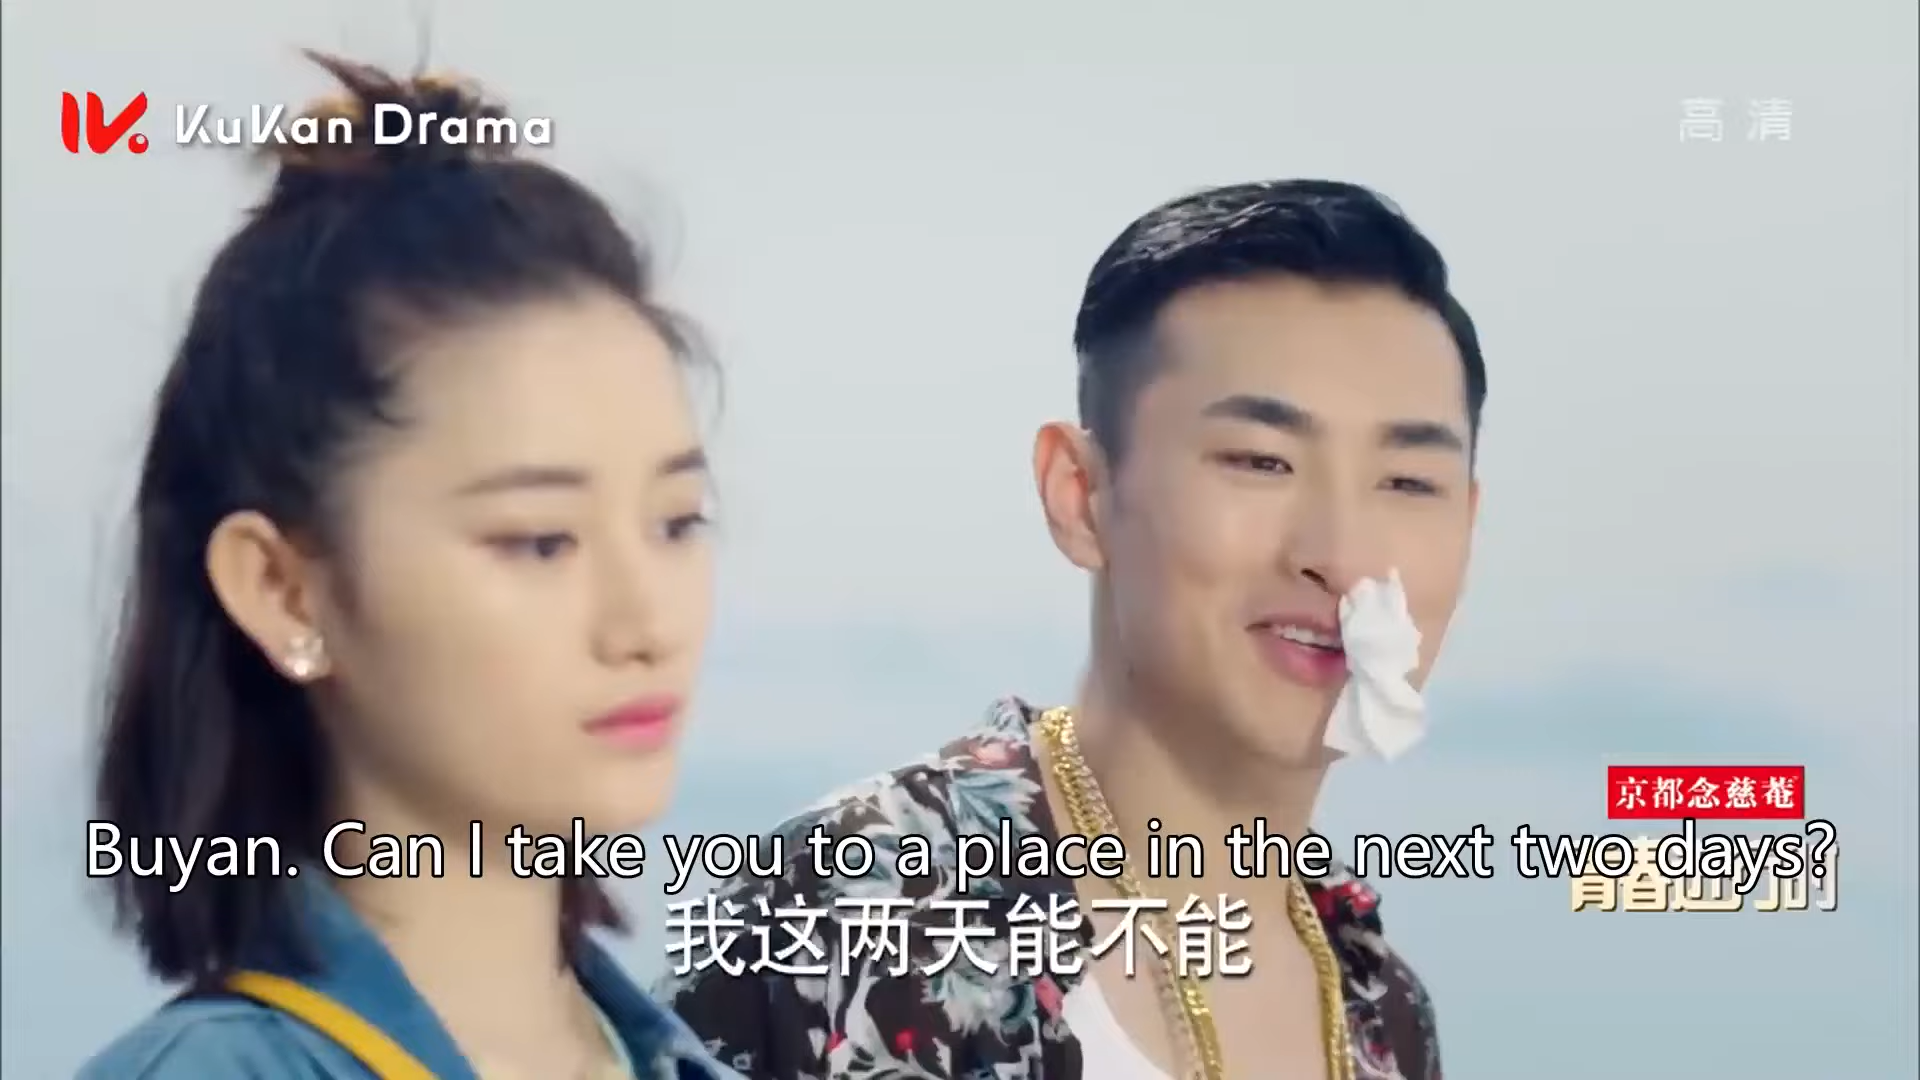 KuKan Drama
高清
京都念慈菴
Buyan. Can I take you to a place in the next two days?
我这两天能不能